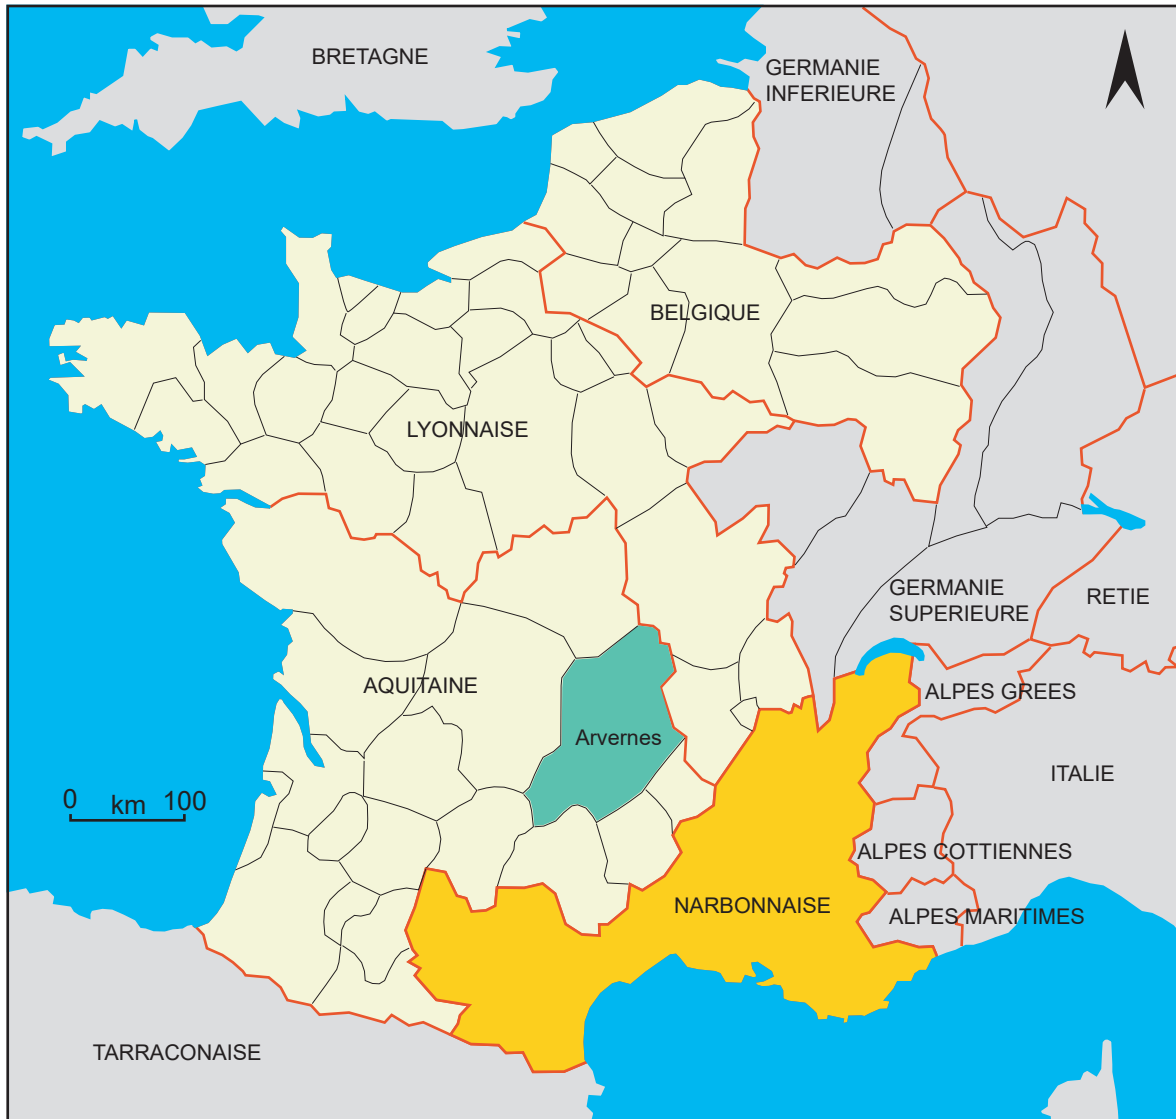 BRETAGNE
GERMANIE
INFERIEURE
BELGIQUE
LYONNAISE
GERMANIE
SUPERIEURE
RETIE
AQUITAINE
ALPES GREES
Arvernes
ITALIE
0 km 100
ALPES COTTIENNES
NARBONNAISE
ALPES MARITIMES
TARRACONAISE